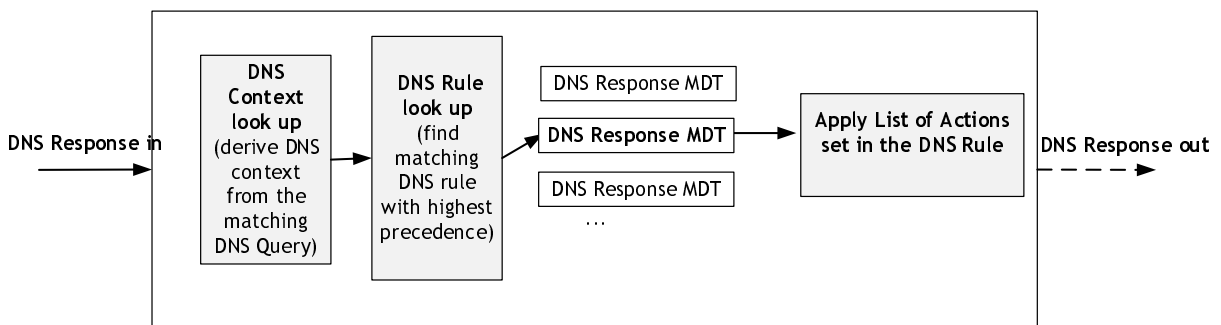 DNS Response in
DNS
Context
look up
(derive DNS
context
from the
matching
DNS Query)
DNS Rule
look up
(find
matching
DNS rule
with highest
precedence)
DNS Response MDT
DNS Response MDT
DNS Response MDT
...
Apply List of Actions
set in the DNS Rule
DNS Response out